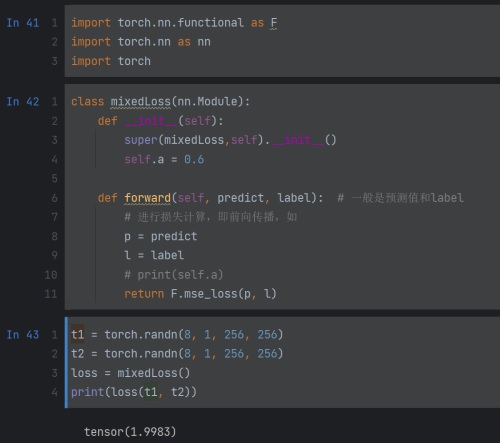 In 41
1 import torch.nn.functional as F
2 import torch.nn as nn
3 import torch
In 42
1 class mixedLoss(nn.Module):
2     def __init__(self):
3         super(mixedLoss,self).__init__()
4         self.a = 0.6
5
6     def forward(self, predict, label):  # 一般是预测值和label
7         # 进行损失计算，即前向传播，如
8         p = predict
9         l = label
10         # print(self.a)
11         return F.mse_loss(p, l)
In 43
1 t1 = torch.randn(8, 1, 256, 256)
2 t2 = torch.randn(8, 1, 256, 256)
3 loss = mixedLoss()
4 print(loss(t1, t2))
tensor(1.9983)